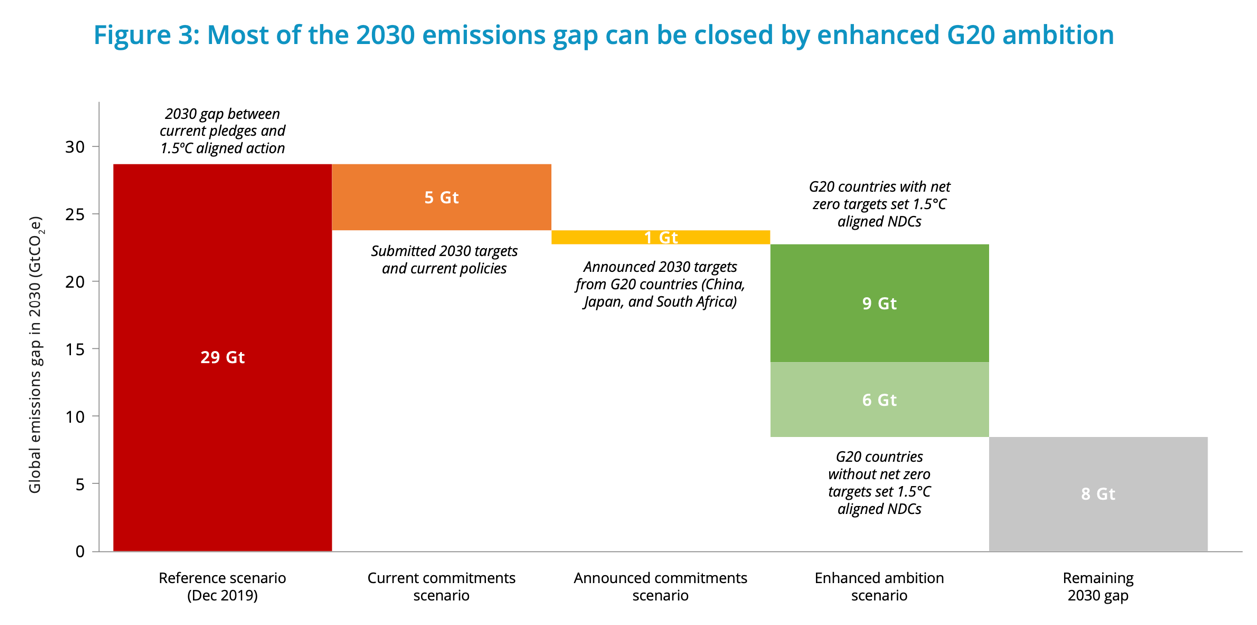 Figure 3: Most of the 2030 emissions gap can be closed by enhanced G20 ambition
Global emissions gap in 2030 (GtCO₂e)
30
25
20
15
10
5
0
2030 gap between
current pledges and
1.5°C aligned action
29 Gt
5 Gt
Submitted 2030 targets
and current policies
1 Gt
Announced 2030 targets
from G20 countries (China,
Japan, and South Africa)
G20 countries with net
zero targets set 1.5°C
aligned NDCs
9 Gt
6 Gt
G20 countries
without net zero
targets set 1.5°C
aligned NDCs
8 Gt
Reference scenario
(Dec 2019)
Current commitments
scenario
Announced commitments
scenario
Enhanced ambition
scenario
Remaining
2030 gap